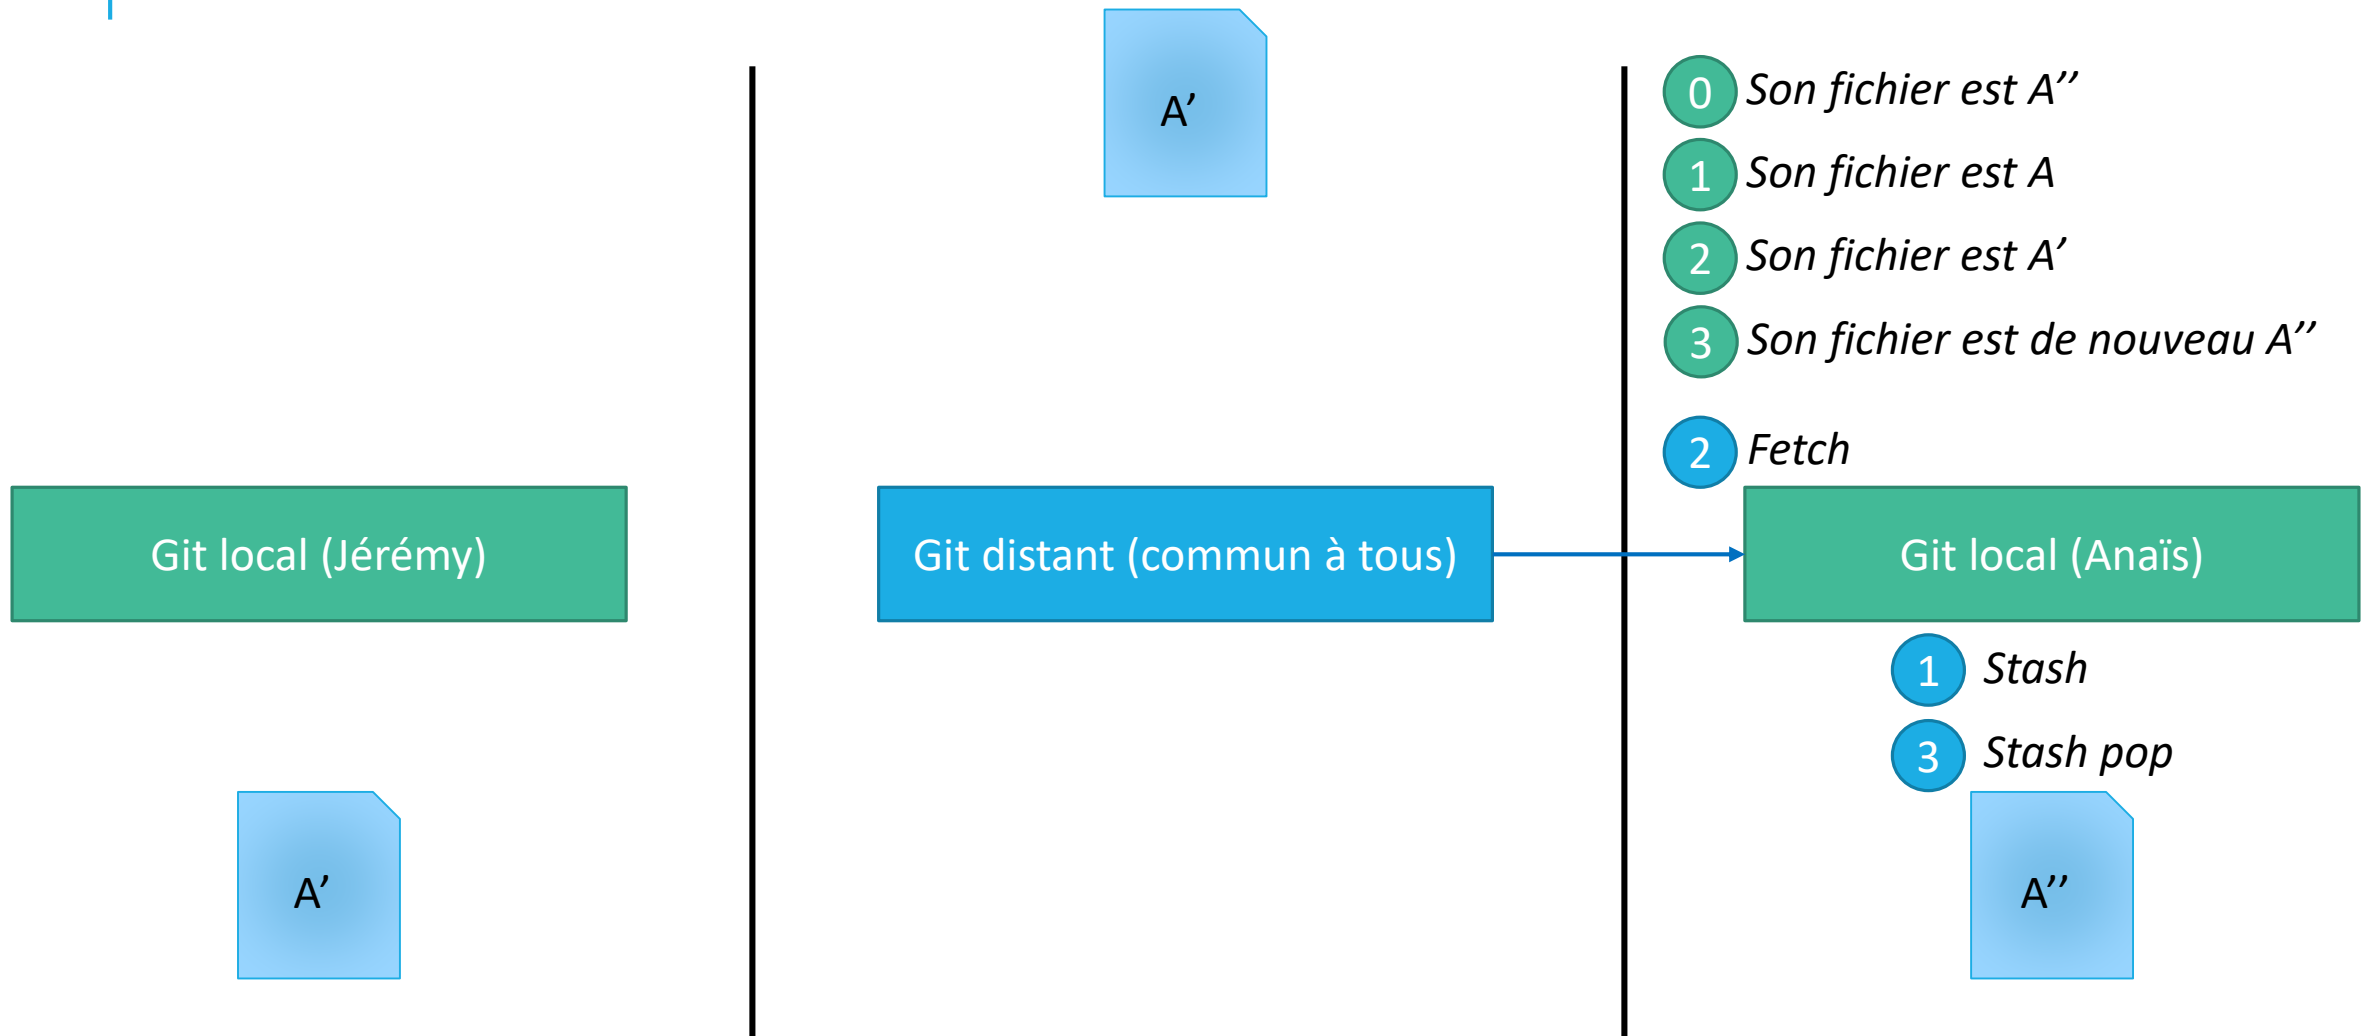 A’
0 Son fichier est A’’
1 Son fichier est A
2 Son fichier est A’
3 Son fichier est de nouveau A’’
2 Fetch
Git local (Jérémy)
Git distant (commun à tous)
Git local (Anaïs)
1 Stash
3 Stash pop
A’
A’’